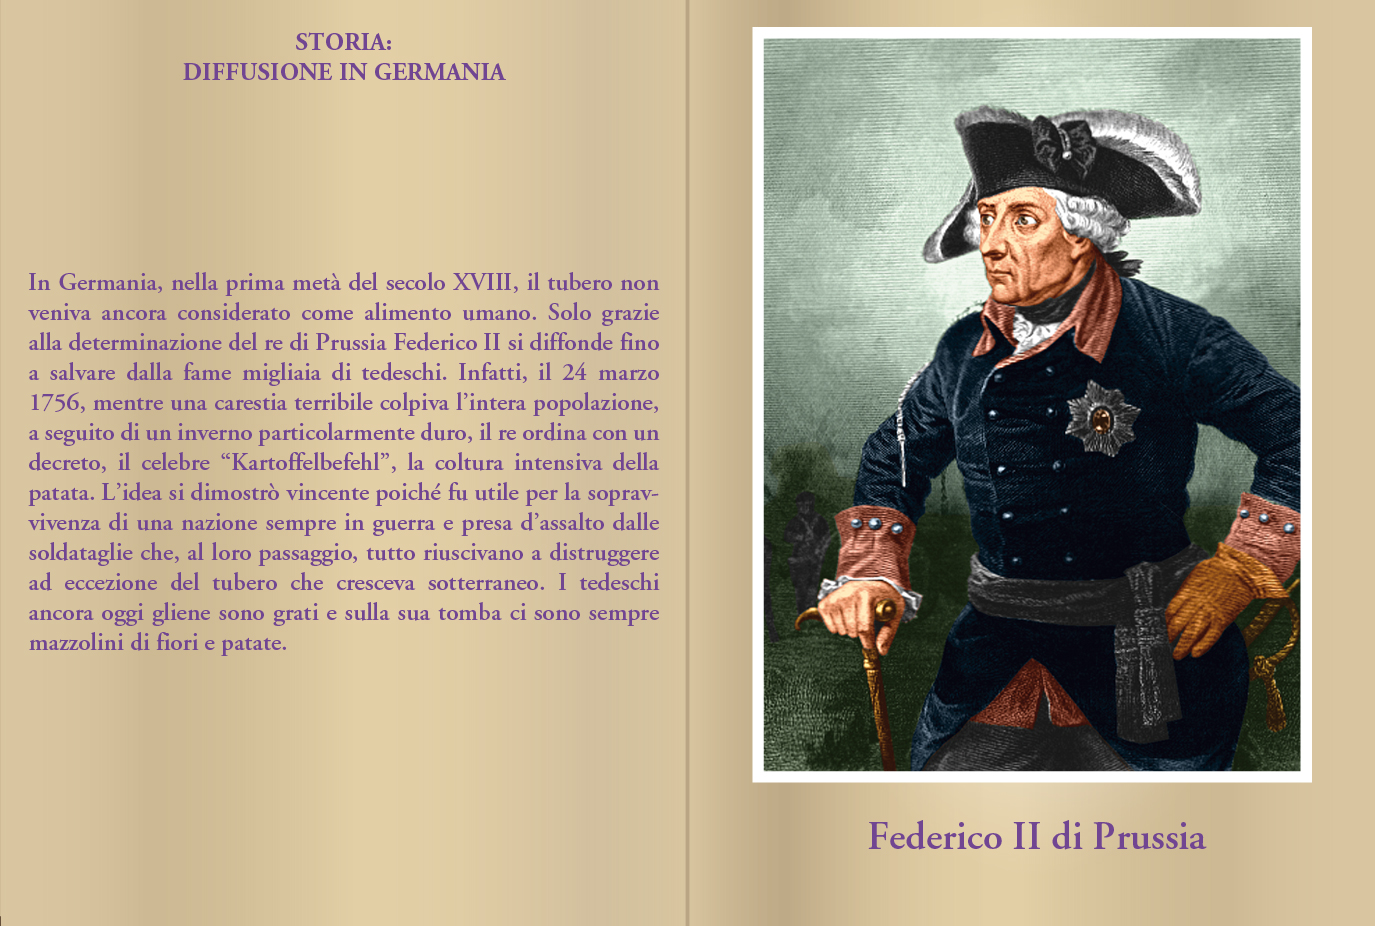 STORIA:
DIFFUSIONE IN GERMANIA
In Germania, nella prima metà del secolo XVIII, il tubero non
veniva ancora considerato come alimento umano. Solo grazie
alla determinazione del re di Prussia Federico II si diffonde fino
a salvare dalla fame migliaia di tedeschi. Infatti, il 24 marzo
1756, mentre una carestia terribile colpiva l’intera popolazione,
a seguito di un inverno particolarmente duro, il re ordina con un
decreto, il celebre “Kartoffelbefehl”, la coltura intensiva della
patata. L’idea si dimostrò vincente poiché fu utile per la soprav-
vivenza di una nazione sempre in guerra e presa d’assalto dalle
soldataglie che, al loro passaggio, tutto riuscivano a distruggere
ad eccezione del tubero che cresceva sotterraneo. I tedeschi
ancora oggi gliene sono grati e sulla sua tomba ci sono sempre
mazzolini di fiori e patate.
Federico II di Prussia